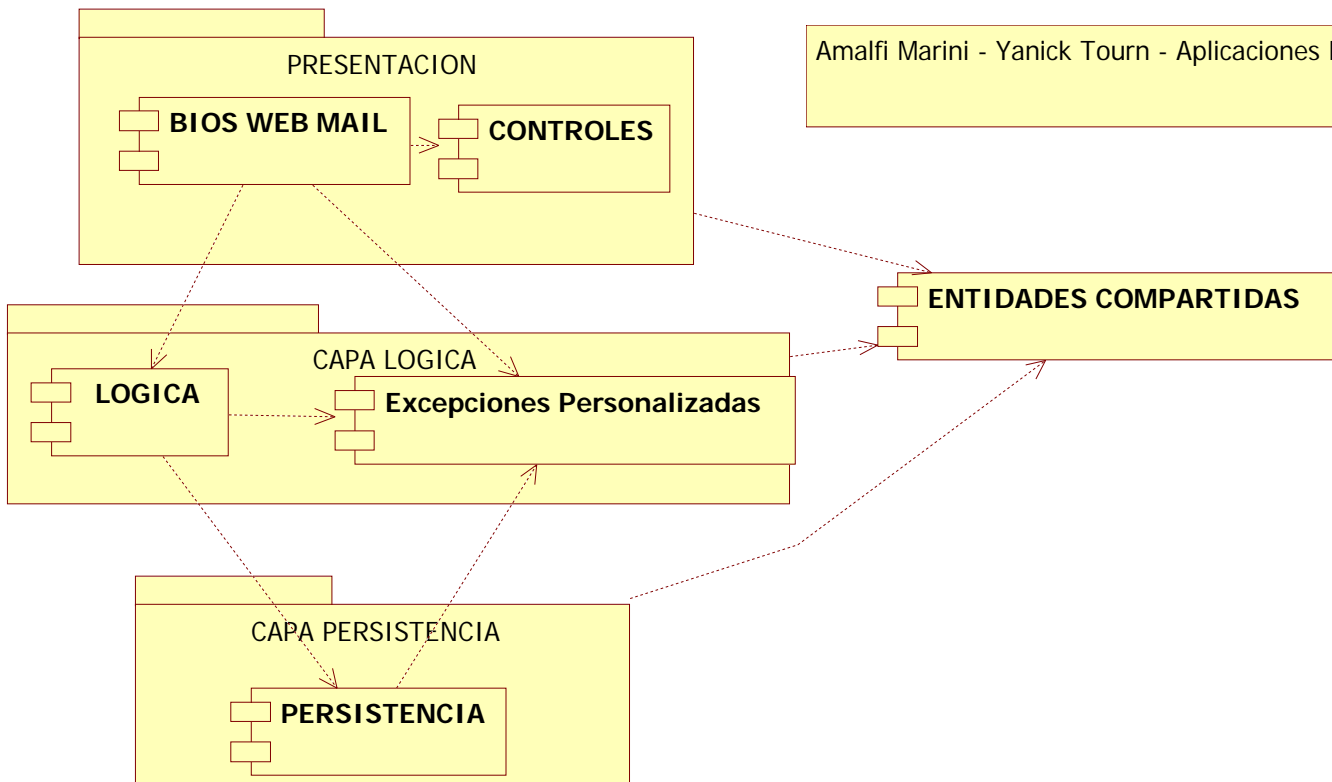 PRESENTACION
Amalfi Marini - Yanick Tourn - Aplicaciones
BIOS WEB MAIL
CONTROLES
ENTIDADES COMPARTIDAS
CAPA LOGICA
LOGICA
Excepciones Personalizadas
CAPA PERSISTENCIA
PERSISTENCIA